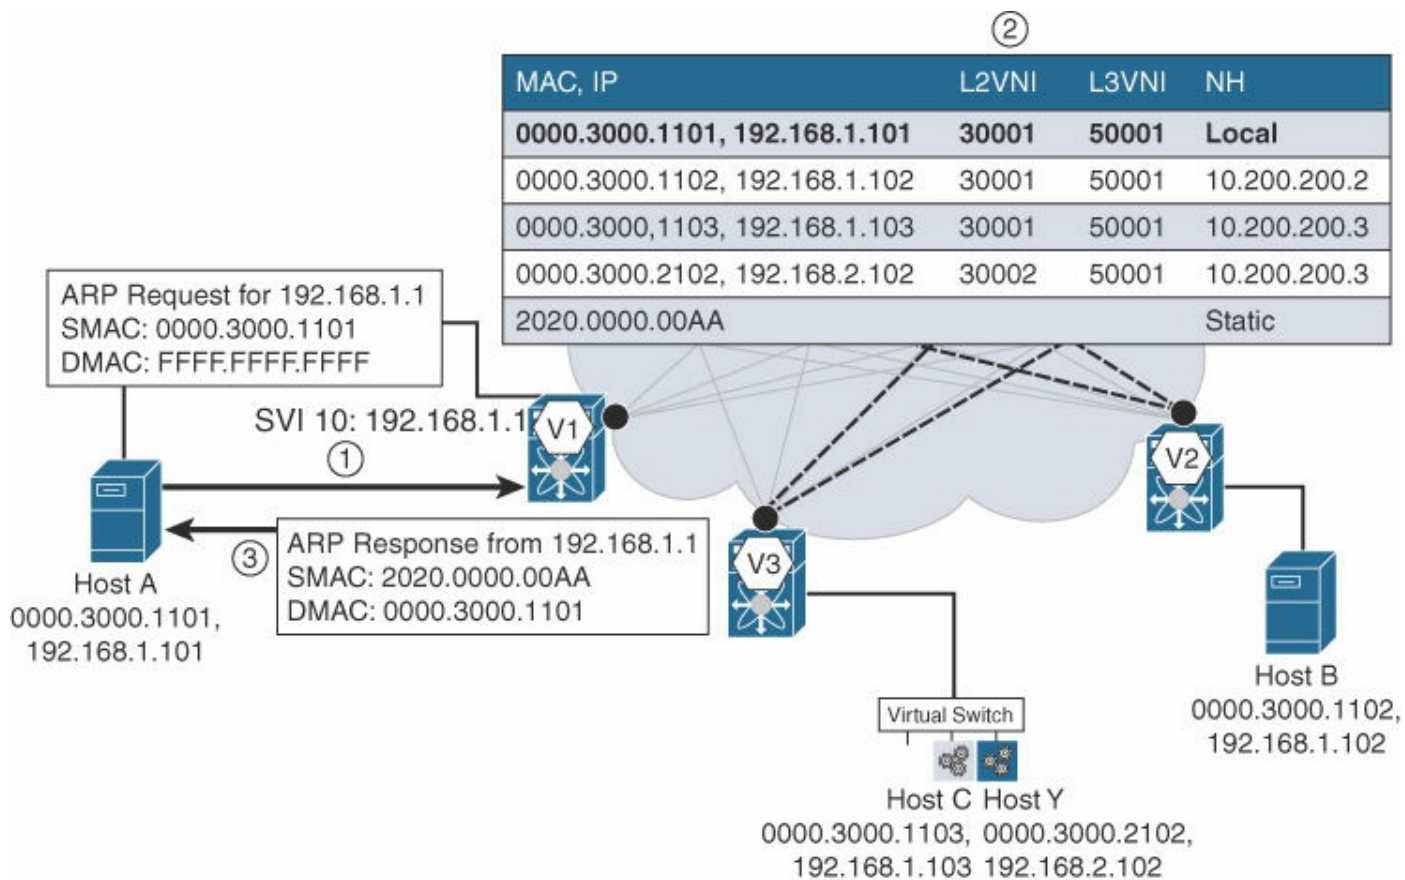 ②
MAC, IP L2VNI L3VNI NH
0000.3000.1101, 192.168.1.101 30001 50001 Local
0000.3000.1102, 192.168.1.102 30001 50001 10.200.200.2
0000.3000,1103, 192.168.1.103 30001 50001 10.200.200.3
0000.3000.2102, 192.168.2.102 30002 50001 10.200.200.3
2020.0000.00AA Static
ARP Request for 192.168.1.1
SMAC: 0000.3000.1101
DMAC: FFFF.FFFF.FFFF
SVI 10: 192.168.1.1
V1
①
V2
③
ARP Response from 192.168.1.1
SMAC: 2020.0000.00AA
DMAC: 0000.3000.1101
V3
Host A
0000.3000.1101,
192.168.1.101
Host B
0000.3000.1102,
192.168.1.102
Virtual Switch
Host C Host Y
0000.3000.1103, 0000.3000.2102,
192.168.1.103 192.168.2.102